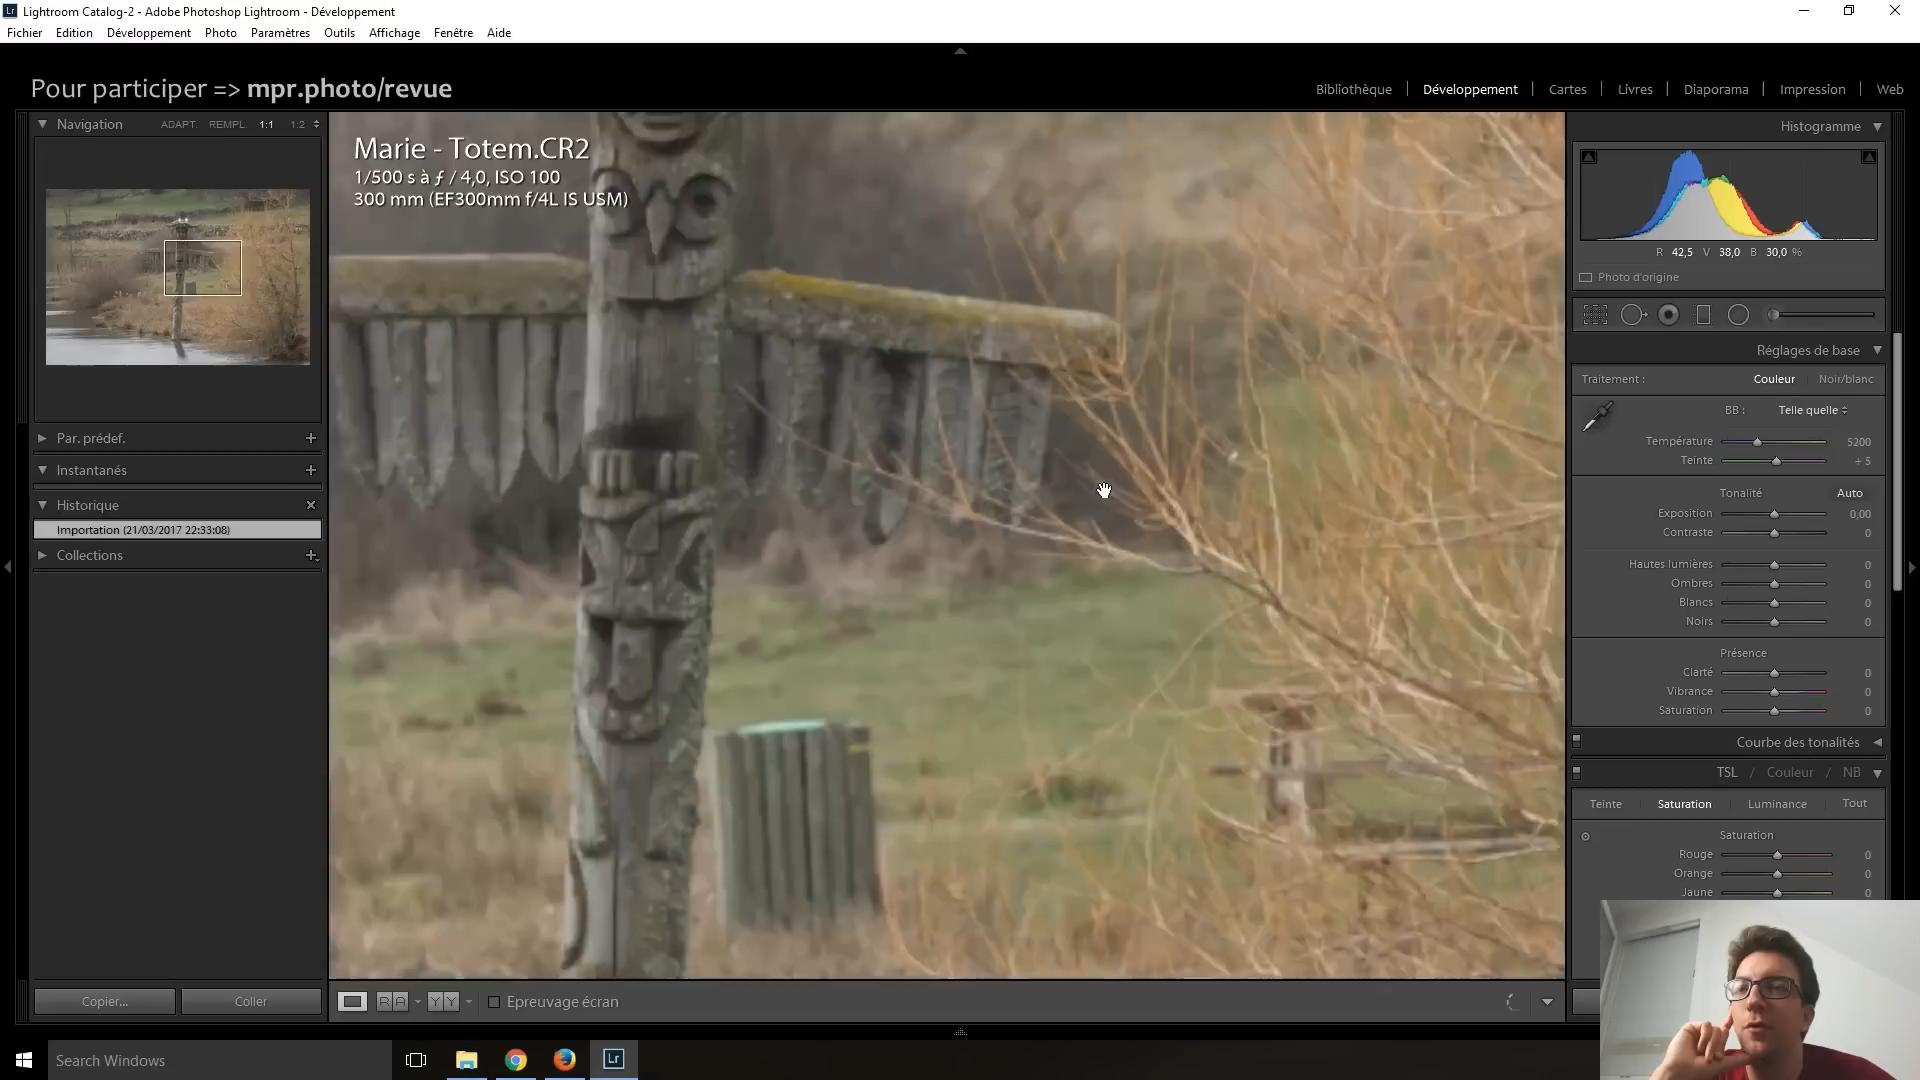 Lightroom Catalog-2 - Adobe Photoshop Lightroom - Développement
Fichier Edition Développement Photo Paramètres Outils Affichage Fenêtre Aide
Pour participer => mpr.photo/revue
Bibliothèque | Développement | Cartes | Livres | Diaporama | Impression | Web
Navigation ADAPT. REMPL. 1:1 1:2
Histogramme
Marie - Totem.CR2
1/500 s à ƒ / 4,0, ISO 100
300 mm (EF300mm f/4L IS USM)
R 42,5 V 38,0 B 30,0 %
Photo d'origine
Réglages de base
Traitement : Couleur Noir/blanc
BB : Telle quelle
Température 5200
Teinte + 5
Tonalité Auto
Exposition 0,00
Contraste 0
Hautes lumières 0
Ombres 0
Blancs 0
Noirs 0
Présence
Clarté 0
Vibrance 0
Saturation 0
Courbe des tonalités
TSL / Couleur / NB
Teinte Saturation Luminance Tout
Saturation
Rouge 0
Orange 0
Jaune 0
Par. prédef.
Instantanés
Historique
Importation (21/03/2017 22:33:08)
Collections
Copier... Coller
R A Y Y Epreuvage écran
Search Windows
Lr